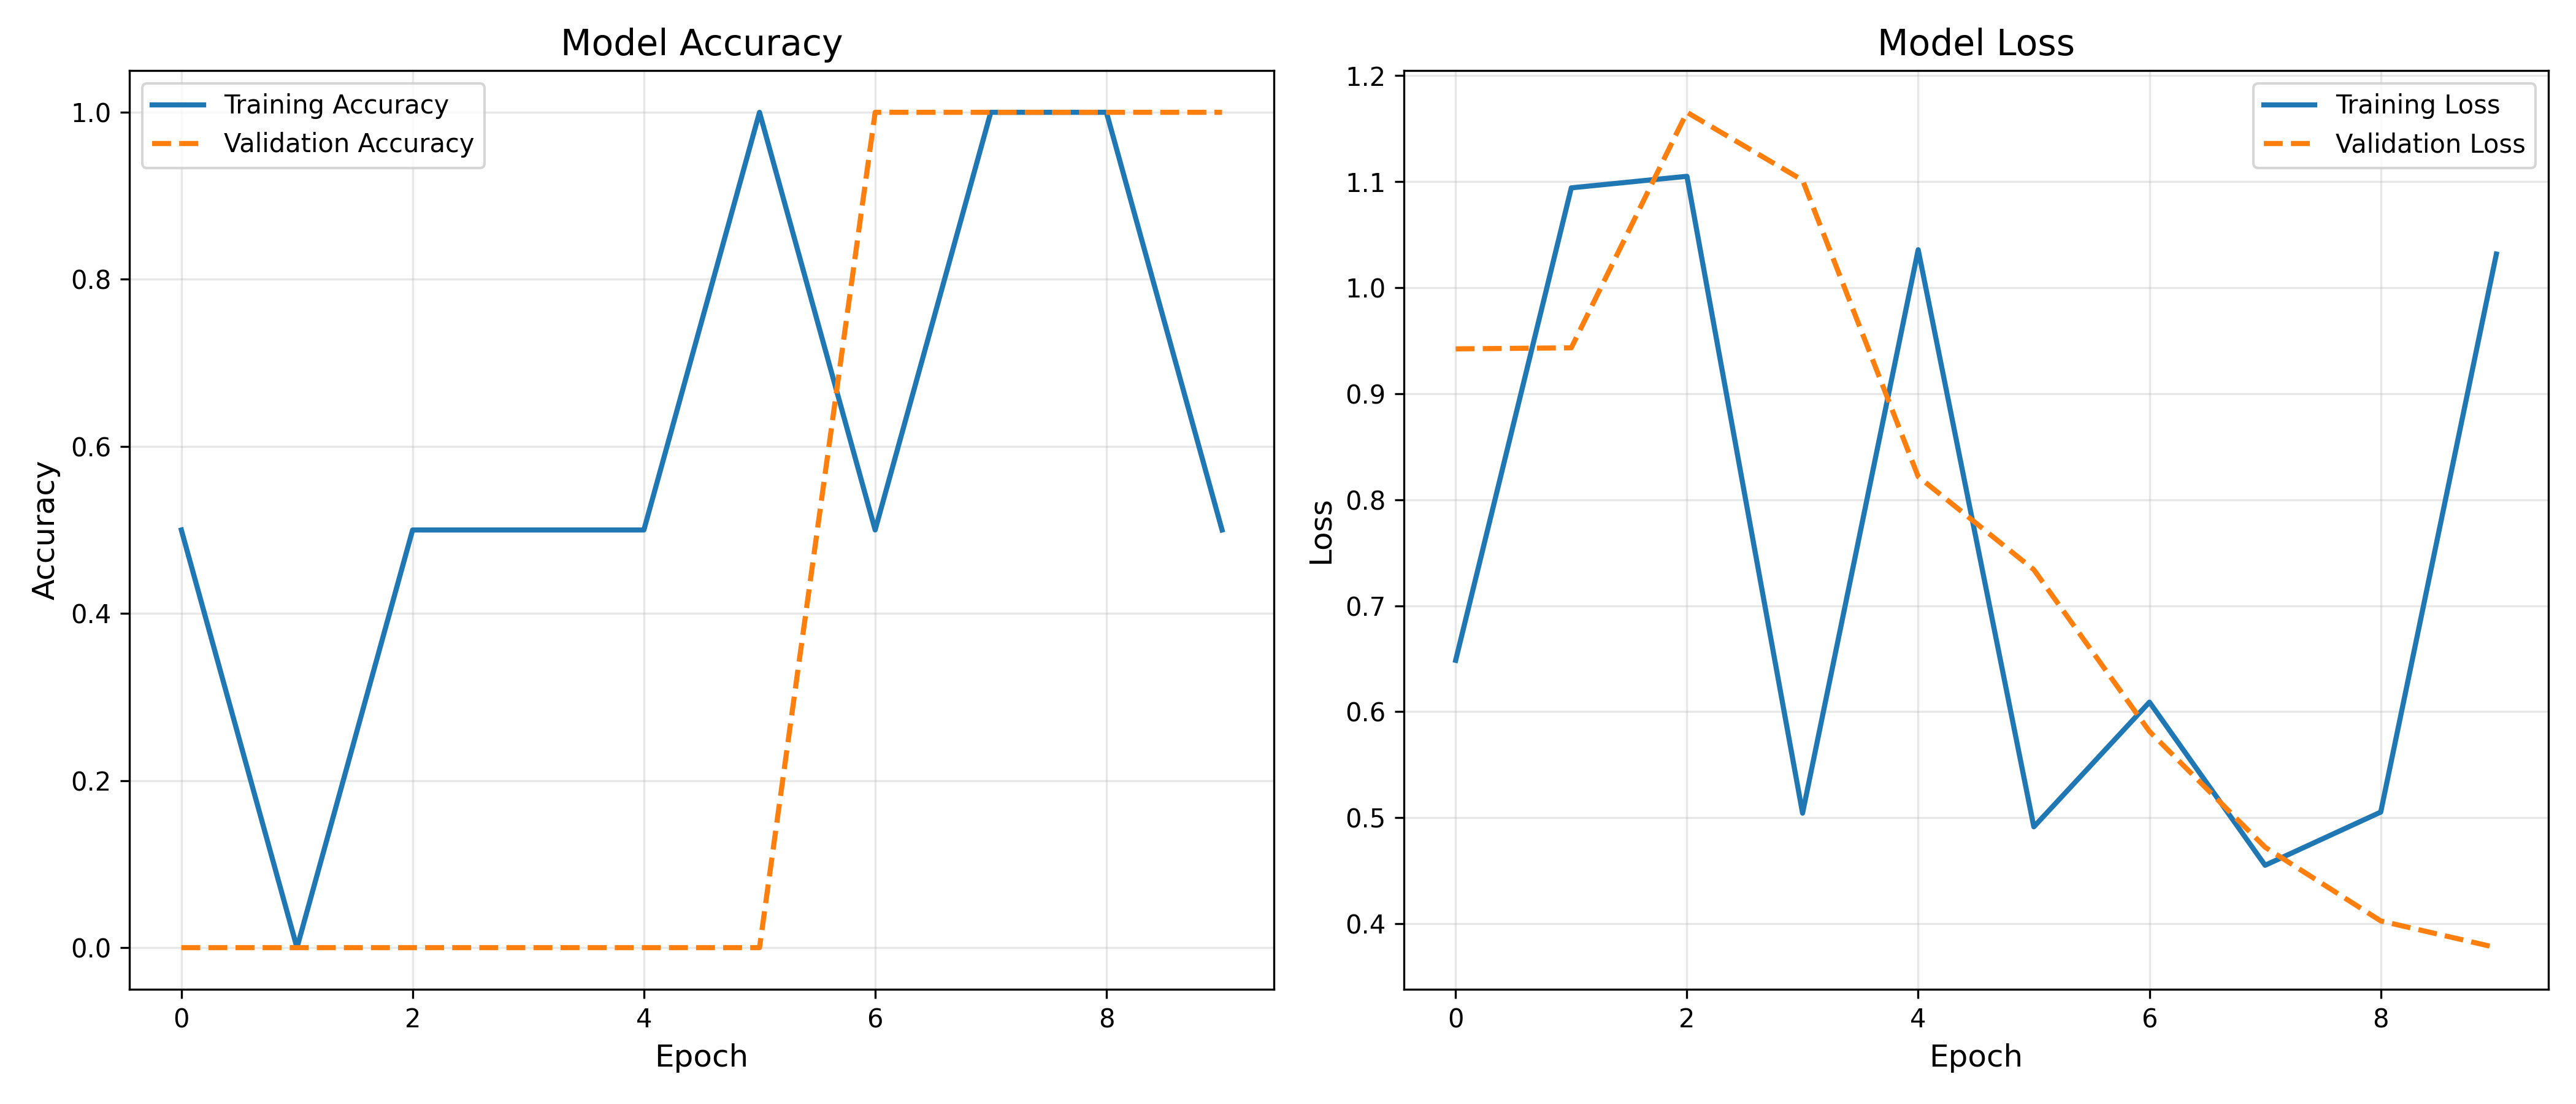 Model Accuracy
Training Accuracy
Validation Accuracy
1.0
0.8
0.6
0.4
0.2
0.0
Accuracy
0 2 4 6 8
Epoch
Model Loss
Training Loss
Validation Loss
1.2
1.1
1.0
0.9
0.8
0.7
0.6
0.5
0.4
Loss
0 2 4 6 8
Epoch